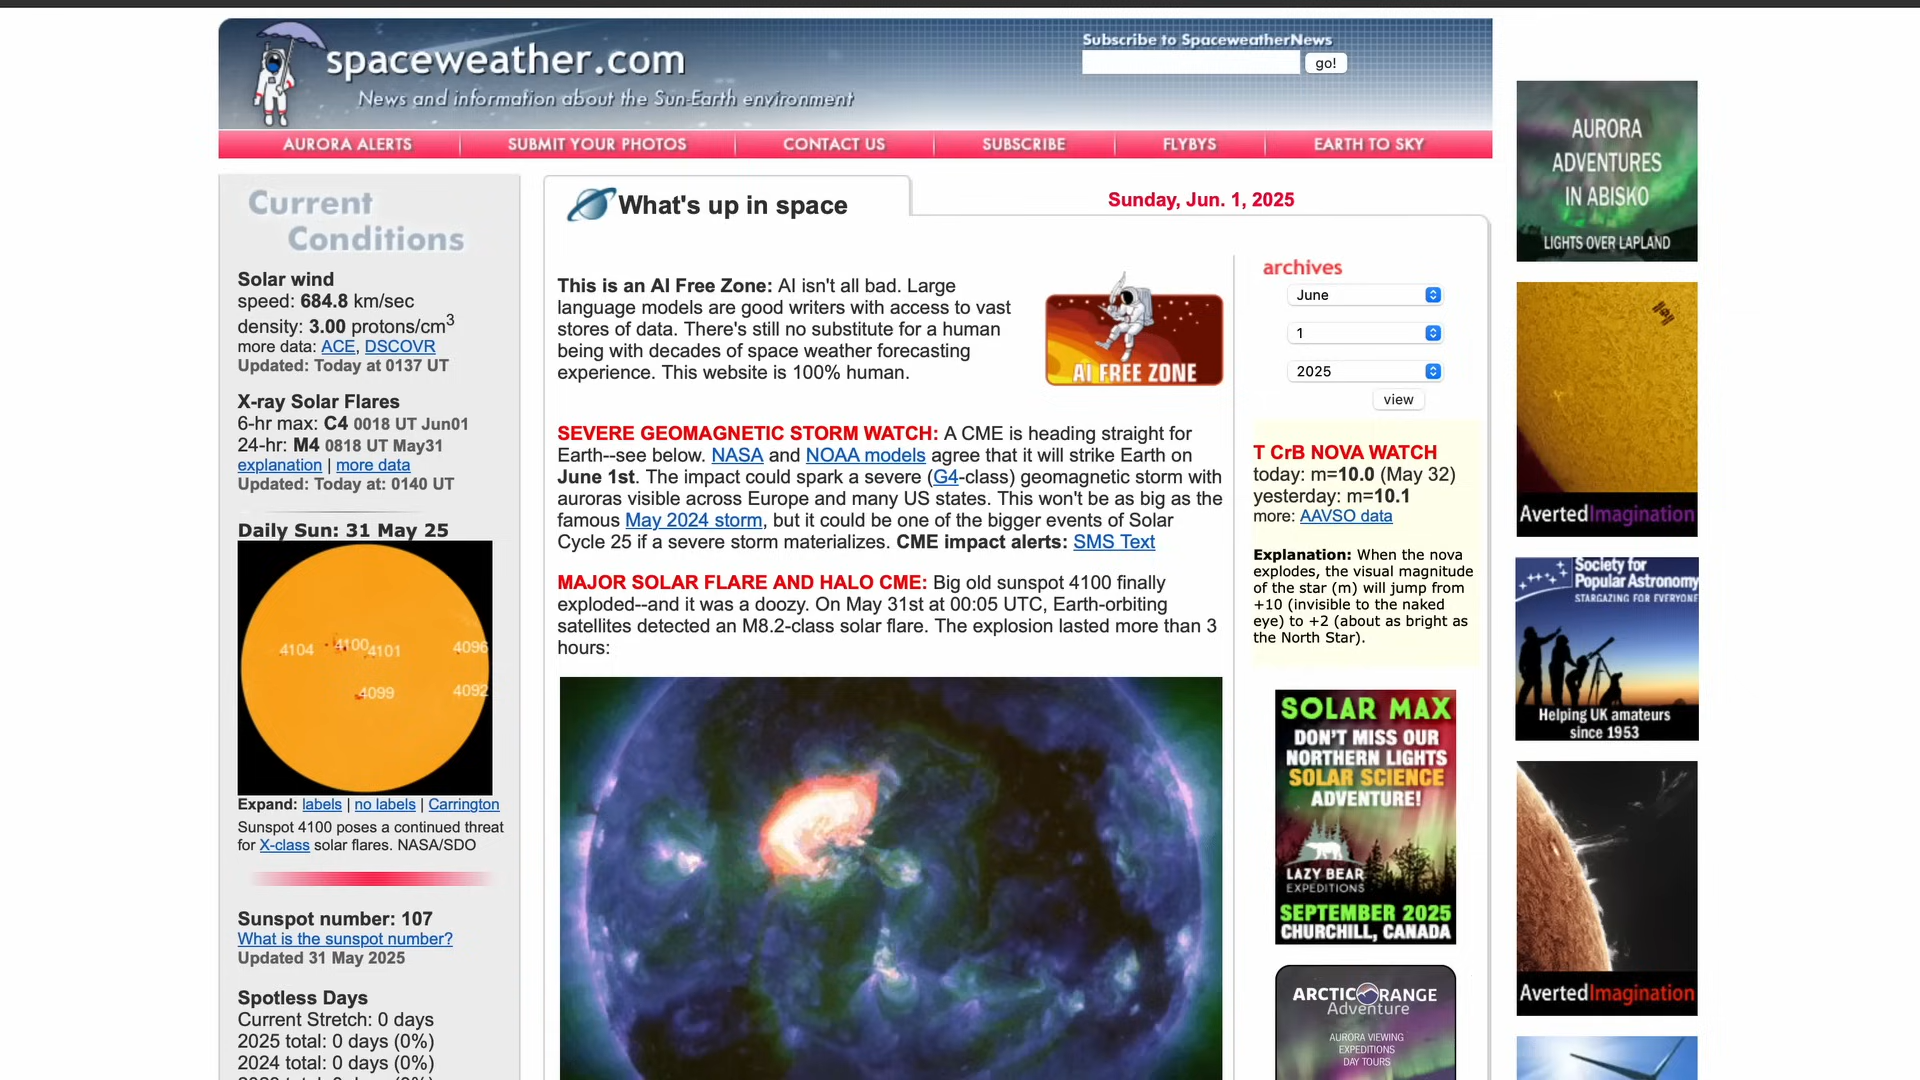 spaceweather.com
News and information about the Sun-Earth environment
Subscribe to SpaceweatherNews
go!
AURORA ALERTS
SUBMIT YOUR PHOTOS
CONTACT US
SUBSCRIBE
FLYBYS
EARTH TO SKY
Current
Conditions
Solar wind
speed: 684.8 km/sec
density: 3.00 protons/cm3
more data: ACE, DSCOVR
Updated: Today at 0137 UT
X-ray Solar Flares
6-hr max: C4 0018 UT Jun01
24-hr: M4 0818 UT May31
explanation | more data
Updated: Today at: 0140 UT
Daily Sun: 31 May 25
4104
4100
4101
4096
4099
4092
Expand: labels | no labels | Carrington
Sunspot 4100 poses a continued threat
for X-class solar flares. NASA/SDO
Sunspot number: 107
What is the sunspot number?
Updated 31 May 2025
Spotless Days
Current Stretch: 0 days
2025 total: 0 days (0%)
2024 total: 0 days (0%)
What's up in space
Sunday, Jun. 1, 2025
This is an AI Free Zone: AI isn't all bad. Large
language models are good writers with access to vast
stores of data. There's still no substitute for a human
being with decades of space weather forecasting
experience. This website is 100% human.
AI FREE ZONE
SEVERE GEOMAGNETIC STORM WATCH: A CME is heading straight for
Earth--see below. NASA and NOAA models agree that it will strike Earth on
June 1st. The impact could spark a severe (G4-class) geomagnetic storm with
auroras visible across Europe and many US states. This won't be as big as the
famous May 2024 storm, but it could be one of the bigger events of Solar
Cycle 25 if a severe storm materializes. CME impact alerts: SMS Text
MAJOR SOLAR FLARE AND HALO CME: Big old sunspot 4100 finally
exploded--and it was a doozy. On May 31st at 00:05 UTC, Earth-orbiting
satellites detected an M8.2-class solar flare. The explosion lasted more than 3
hours:
archives
June
1
2025
view
T CrB NOVA WATCH
today: m=10.0 (May 32)
yesterday: m=10.1
more: AAVSO data
Explanation: When the nova
explodes, the visual magnitude
of the star (m) will jump from
+10 (invisible to the naked
eye) to +2 (about as bright as
the North Star).
SOLAR MAX
DON'T MISS OUR
NORTHERN LIGHTS
SOLAR SCIENCE
ADVENTURE!
LAZY BEAR
EXPEDITIONS
SEPTEMBER 2025
CHURCHILL, CANADA
ARCTIC RANGE
Adventure
AURORA VIEWING
EXPEDITIONS
DAY TOURS
AURORA
ADVENTURES
IN ABISKO
LIGHTS OVER LAPLAND
AvertedImagination
Society for
Popular Astronomy
STARGAZING FOR EVERYONE
Helping UK amateurs
since 1953
AvertedImagination